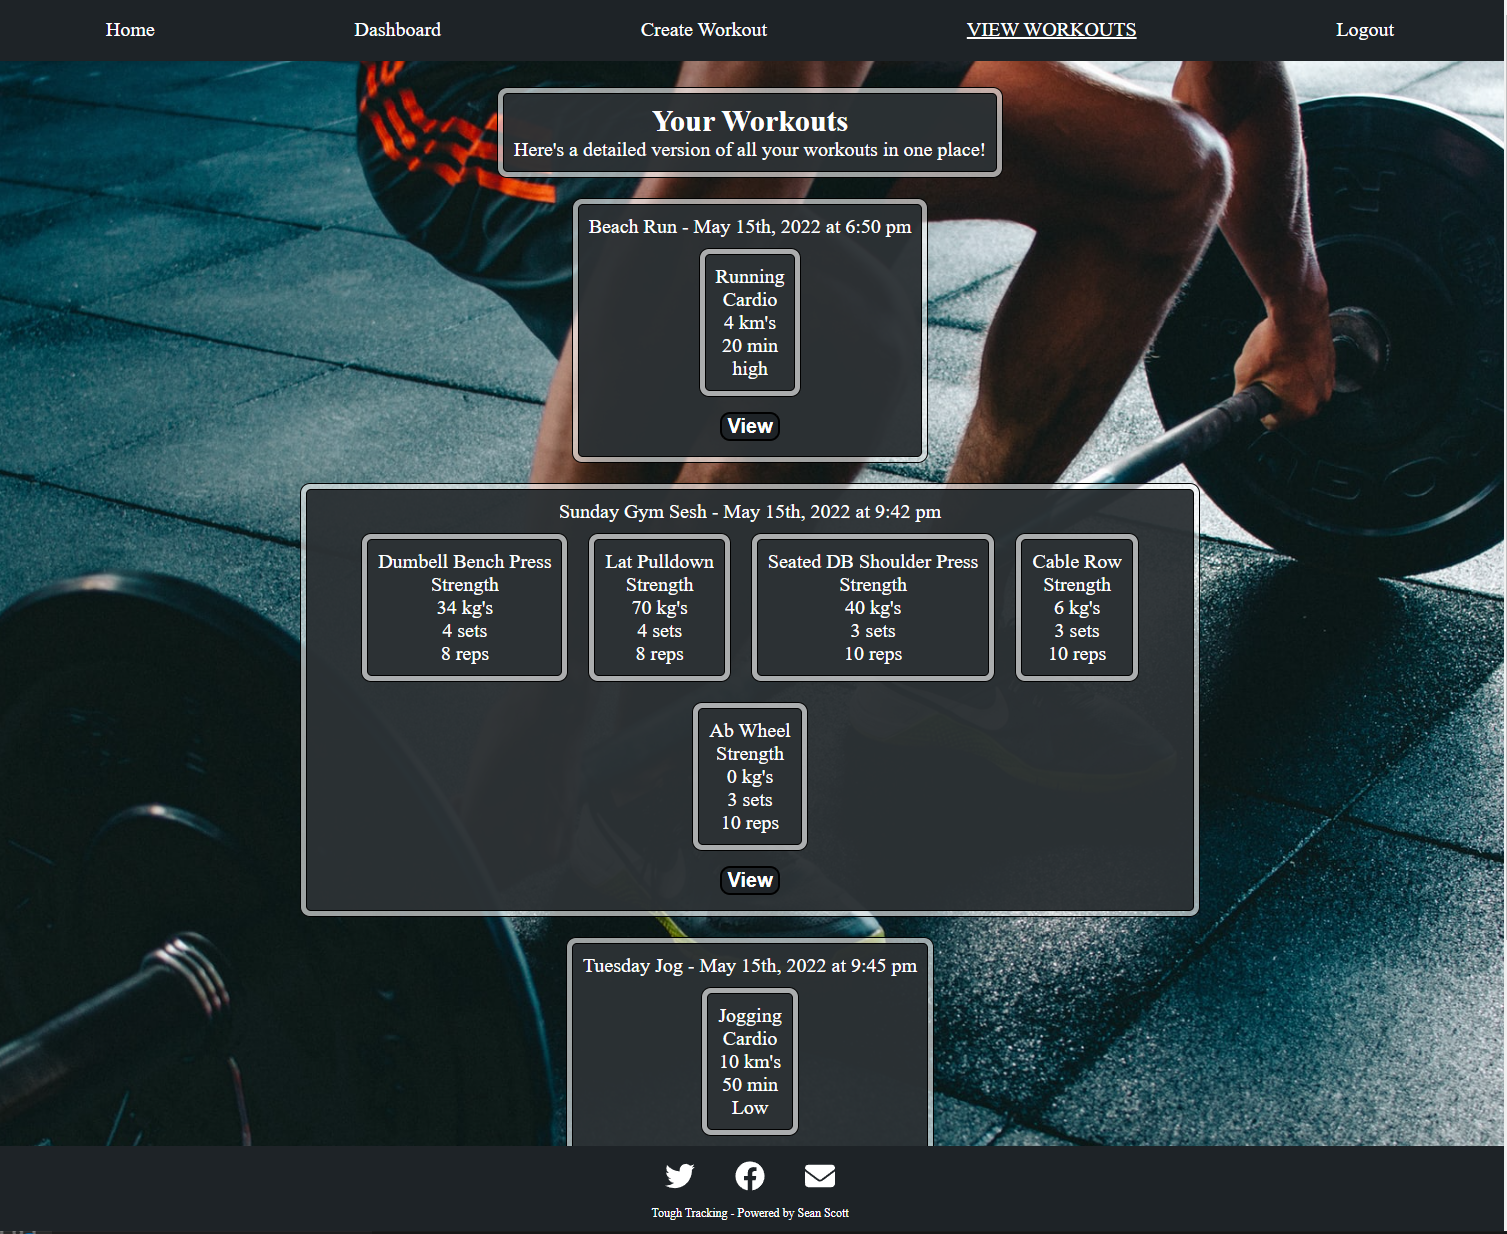 Home
Dashboard
Create Workout
VIEW WORKOUTS
Logout
Your Workouts
Here's a detailed version of all your workouts in one place!
Beach Run - May 15th, 2022 at 6:50 pm
Running
Cardio
4 km's
20 min
high
View
Sunday Gym Sesh - May 15th, 2022 at 9:42 pm
Dumbell Bench Press
Strength
34 kg's
4 sets
8 reps
Lat Pulldown
Strength
70 kg's
4 sets
8 reps
Seated DB Shoulder Press
Strength
40 kg's
3 sets
10 reps
Cable Row
Strength
6 kg's
3 sets
10 reps
Ab Wheel
Strength
0 kg's
3 sets
10 reps
View
Tuesday Jog - May 15th, 2022 at 9:45 pm
Jogging
Cardio
10 km's
50 min
Low
Tough Tracking - Powered by Sean Scott